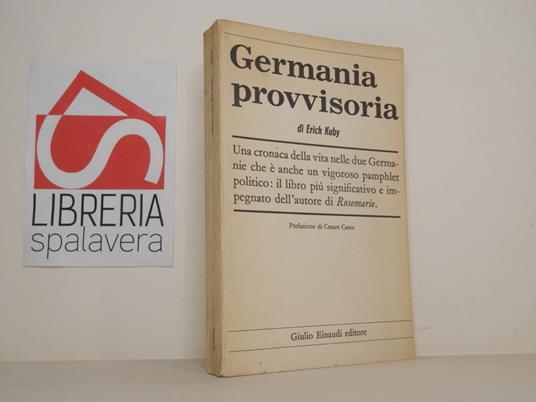 LIBRERIA
spalavera
Germania
provvisoria
di Erich Kuby
Una cronaca della vita nelle due Germa-
nie che è anche un vigoroso pamphlet
politico: il libro piú significativo e im-
pegnato dell'autore di Rosemarie.
Prefazione di Cesare Cases
Giulio Einaudi editore